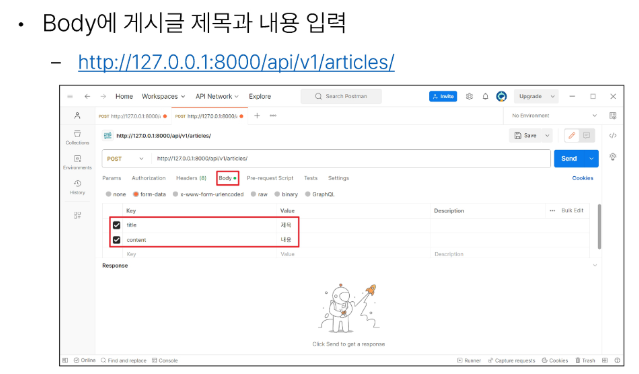 • Body에 게시글 제목과 내용 입력
– http://127.0.0.1:8000/api/v1/articles/
Home Workspaces API Network Explore Search Postman Invite Upgrade
POST http://127.0.0.1:8000/a POST http://127.0.0.1:8000/a No Environment
Collections
http://127.0.0.1:8000/api/v1/articles/ Save
POST http://127.0.0.1:8000/api/v1/articles/ Send
Environments
Params Authorization Headers (8) Body Pre-request Script Tests Settings Cookies
History
none form-data x-www-form-urlencoded raw binary GraphQL
Key Value Description Bulk Edit
title 제목
content 내용
Key Value Description
Response
Click Send to get a response
Online Find and replace Console Runner Capture requests Cookies Trash